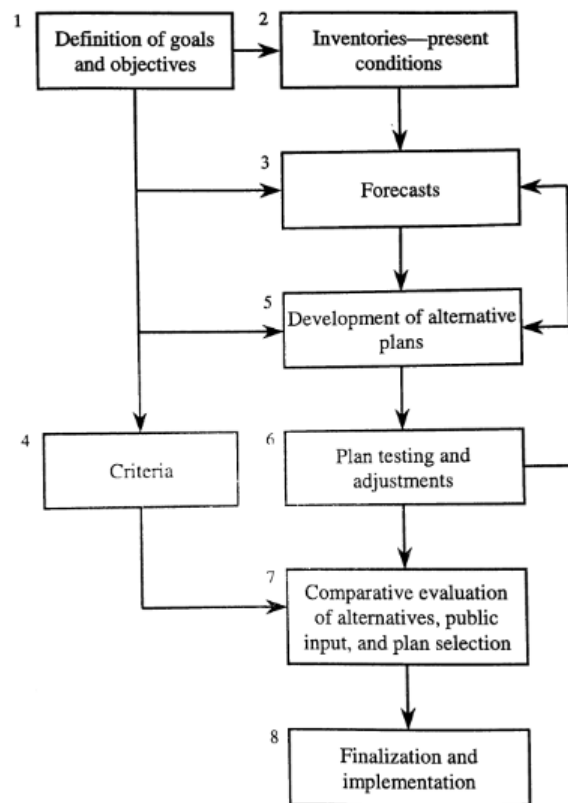 1
Definition of goals
and objectives
2
Inventories—present
conditions
3
Forecasts
5
Development of alternative
plans
4
Criteria
6
Plan testing and
adjustments
7
Comparative evaluation
of alternatives, public
input, and plan selection
8
Finalization and
implementation